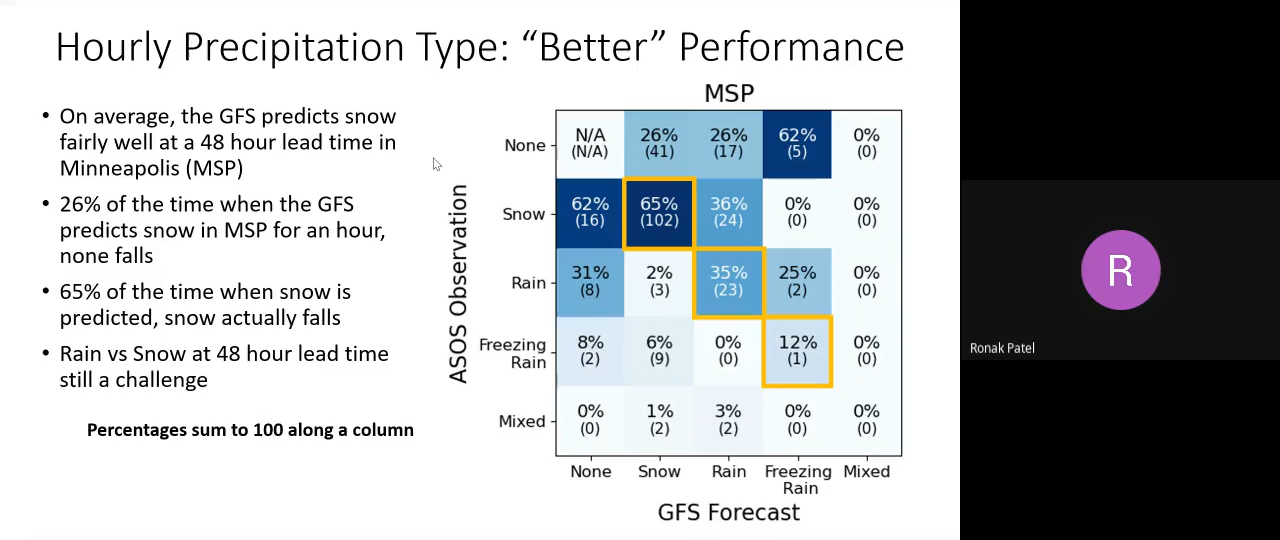 Hourly Precipitation Type: “Better” Performance
• On average, the GFS predicts snow
fairly well at a 48 hour lead time in
Minneapolis (MSP)
• 26% of the time when the GFS
predicts snow in MSP for an hour,
none falls
• 65% of the time when snow is
predicted, snow actually falls
• Rain vs Snow at 48 hour lead time
still a challenge
Percentages sum to 100 along a column
MSP
ASOS Observation
None N/A 26% 26% 62% 0%
(N/A) (41) (17) (5) (0)
Snow 62% 65% 36% 0% 0%
(16) (102) (24) (0) (0)
Rain 31% 2% 35% 25% 0%
(8) (3) (23) (2) (0)
Freezing 8% 6% 0% 12% 0%
Rain (2) (9) (0) (1) (0)
Mixed 0% 1% 3% 0% 0%
(0) (2) (2) (0) (0)
None Snow Rain Freezing Mixed
Rain
GFS Forecast
R
Ronak Patel